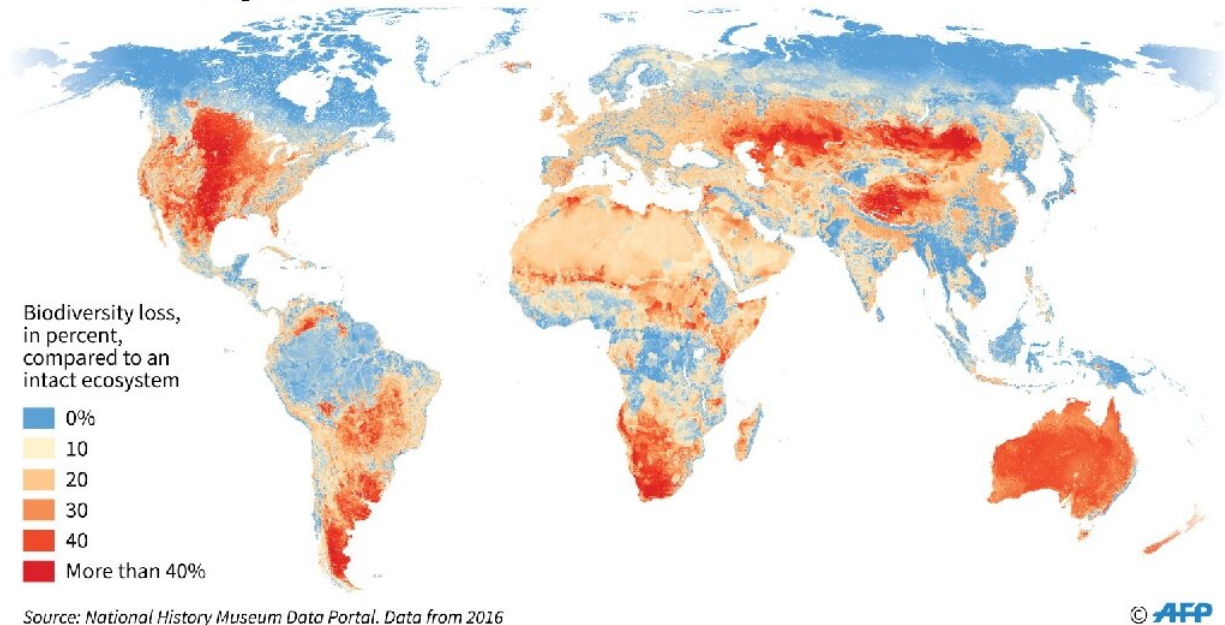 Biodiversity loss,
in percent,
compared to an
intact ecosystem
0%
10
20
30
40
More than 40%
Source: National History Museum Data Portal. Data from 2016
© AFP